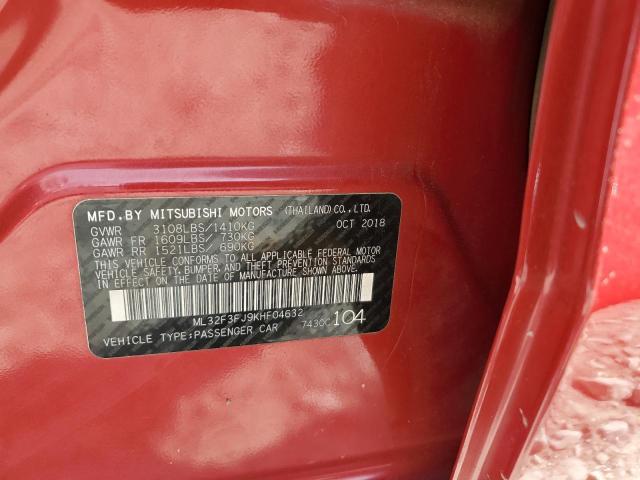 MFD.BY MITSUBISHI MOTORS (THAILAND)CO.,LTD.
GVWR 3108LBS/1410KG OCT 2018
GAWR FR 1609LBS/ 730KG
GAWR RR 1521LBS/ 690KG
THIS VEHICLE CONFORMS TO ALL APPLICABLE FEDERAL MOTOR
VEHICLE SAFETY, BUMPER, AND THEFT PREVENTION STANDARDS
IN EFFECT ON THE DATE OF MANUFACTURE SHOWN ABOVE.
ML32F3FJ9KHF04632
VEHICLE TYPE:PASSENGER CAR 7430C 104